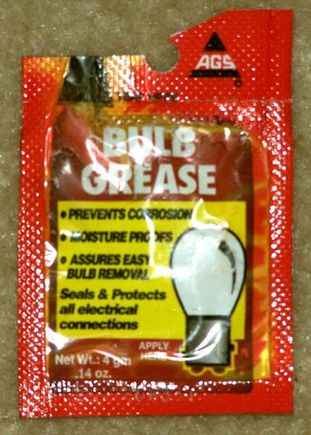 AGS
BULB
GREASE
• PREVENTS CORROSION
• MOISTURE PROOFS
• ASSURES EASY
BULB REMOVAL
Seals & Protects
all electrical
connections
APPLY
HERE
Net Wt.: 4 gm
.14 oz.